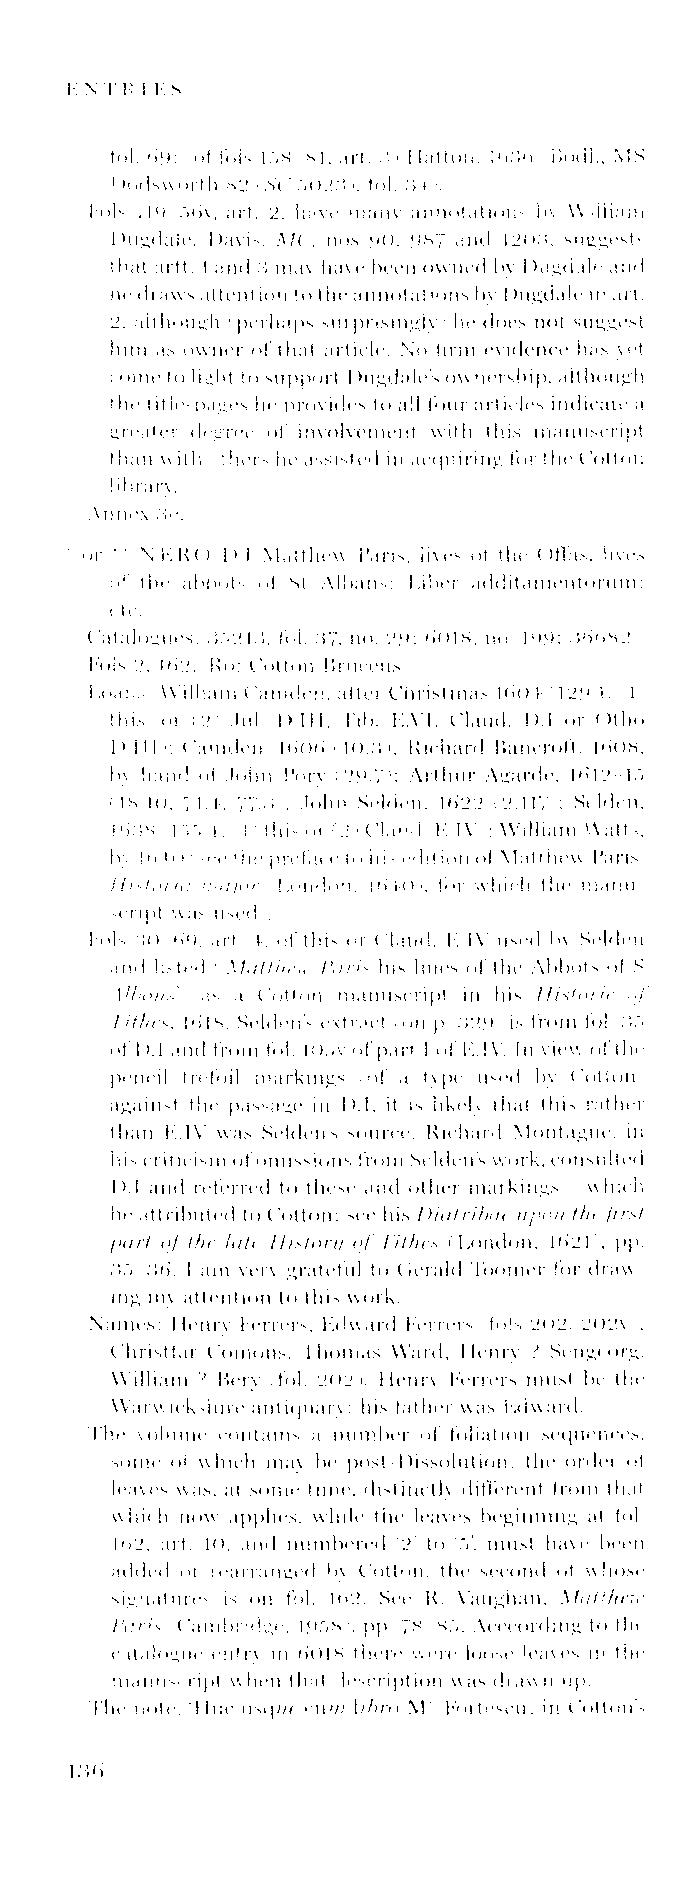 ENTRIES
fol. 69; of fols 158–81, art. 3 (Hatton, 1636: Bodl., MS
Dodsworth 82 (SC 5023), fol. 34).
Fols 49–56v, art. 2, have many annotations by William
Dugdale. Davis, MC, nos 90, 987 and 1203, suggests
that artt. 1 and 3 may have been owned by Dugdale and
he draws attention to the annotations by Dugdale in art.
2, although (perhaps surprisingly) he does not suggest
him as owner of that article. No firm evidence has yet
come to light to support Dugdale's ownership, although
the title-pages he provides to all four articles indicate a
greater degree of involvement with this manuscript
than with others he assisted in acquiring for the Cotton
library.
Annex 3e.
NERO D.I Matthew Paris, lives of the Offas, lives
of the abbots of St Albans; Liber additamentorum;
etc.
Catalogues: 35213, fol. 37, no. 29; 6018, no. 199; 36682.
Fols 2, 162: Ro: Cotton Bruceus.
Loans: William Camden, after Christmas 1604 (129.1: 1
this, or (2) Jul. D.III, Tib. E.VI, Claud. D.I or Otho
D.III); Camden, 1606 (40.3); Richard Bancroft, 1608,
by hand of John Pory (29.7); Arthur Agarde, 1612–15
(48.10, 71.4, 77.3); John Selden, 1622 (2.117); Selden,
1638 (155.1: this or (2) Claud. E.IV); William Watts,
by 1640 (see the preface to his edition of Matthew Paris,
Historia maior (London, 1640), for which the manu-
script was used).
Fols 30–69, art. 4, of this or Claud. E.IV used by Selden
and listed ('Matthew Paris his liues of the Abbots of S.
Albons') as a Cotton manuscript in his Historie of
Tithes, 1618. Selden's extract (on p. 329) is from fol. 35
of D.I and from fol. 105v of part 1 of E.IV. In view of the
pencil trefoil markings (of a type used by Cotton)
against the passage in D.I, it is likely that this rather
than E.IV was Selden's source. Richard Montague, in
his criticism of omissions from Selden's work, consulted
D.I and referred to these and other markings – which
he attributed to Cotton: see his Diatribae upon the first
part of the late History of Tithes (London, 1621), pp.
35–36. I am very grateful to Gerald Toomer for draw-
ing my attention to this work.
Names: Henry Ferrers, Edward Ferrers (fols 202, 202v),
Christtar Comons, Thomas Ward, Henry ? Sengeorg,
William ? Bery (fol. 202). Henry Ferrers must be the
Warwickshire antiquary: his father was Edward.
The volume contains a number of foliation sequences,
some of which may be post-Dissolution: the order of
leaves was, at some time, distinctly different from that
which now applies, while the leaves beginning at fol.
162, art. 10, and numbered '2' to '5', must have been
added or rearranged by Cotton, the second of whose
signatures is on fol. 162. See R. Vaughan, Matthew
Paris (Cambridge, 1958), pp. 78–85. Acccording to the
catalogue entry in 6018 there were loose leaves in the
manuscript when that description was drawn up.
The note, 'Huc usque cum libro Mʳ Fortescu', in Cotton's
136